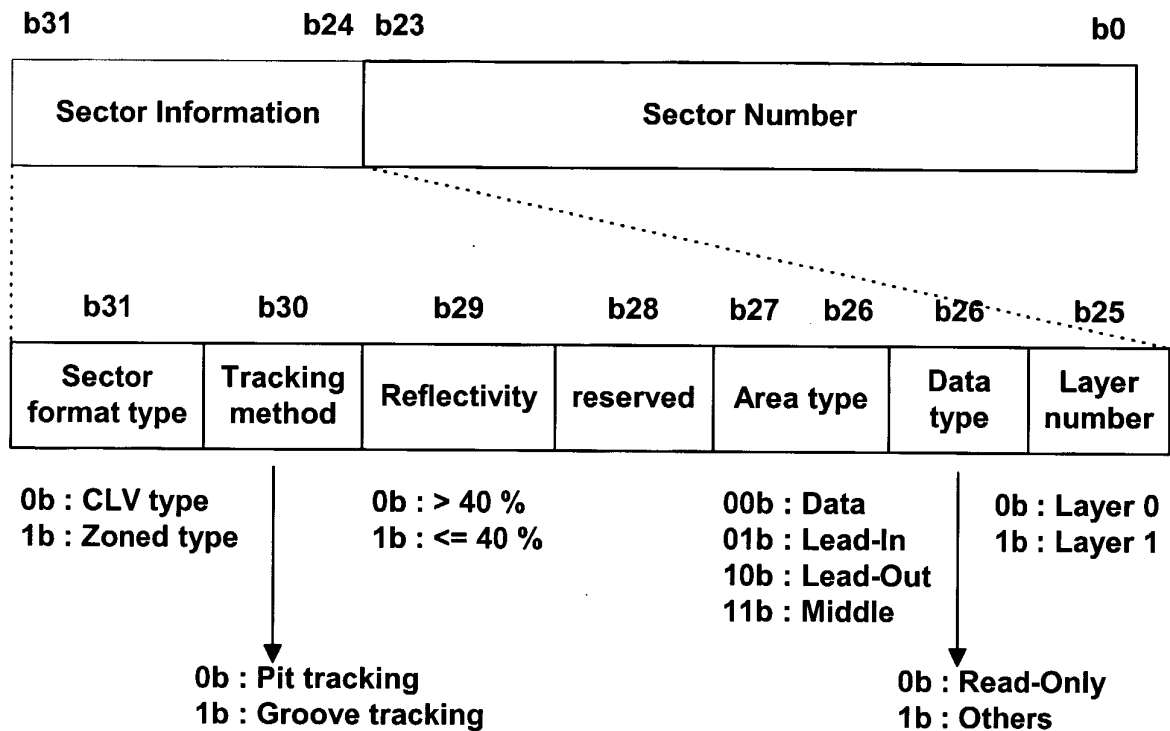 b31 b24 b23 b0
Sector Information Sector Number
b31 b30 b29 b28 b27 b26 b26 b25
Sector format type Tracking method Reflectivity reserved Area type Data type Layer number
0b : CLV type
1b : Zoned type
0b : > 40 %
1b : <= 40 %
00b : Data
01b : Lead-In
10b : Lead-Out
11b : Middle
0b : Layer 0
1b : Layer 1
0b : Pit tracking
1b : Groove tracking
0b : Read-Only
1b : Others